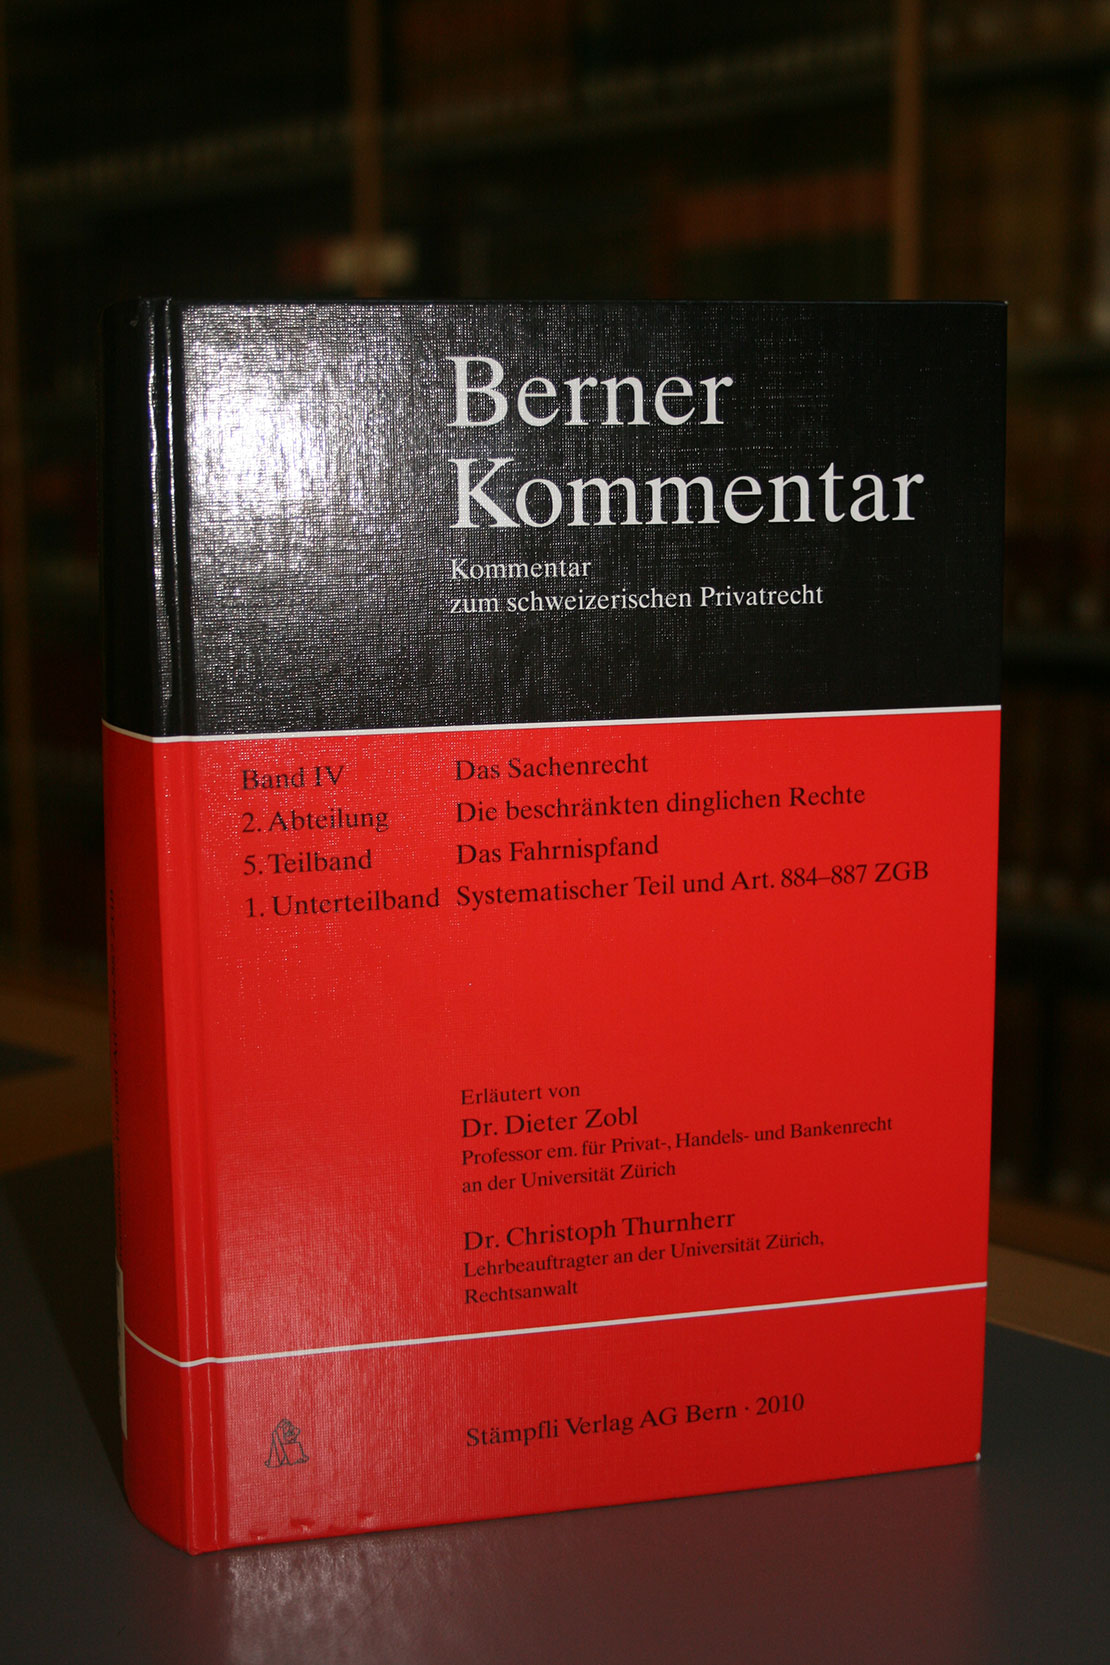 Berner
Kommentar
Kommentar
zum schweizerischen Privatrecht
Band IV Das Sachenrecht
2. Abteilung Die beschränkten dinglichen Rechte
5. Teilband Das Fahrnispfand
1. Unterteilband Systematischer Teil und Art. 884–887 ZGB
Erläutert von
Dr. Dieter Zobl
Professor em. für Privat-, Handels- und Bankenrecht
an der Universität Zürich
Dr. Christoph Thurnherr
Lehrbeauftragter an der Universität Zürich,
Rechtsanwalt
Stämpfli Verlag AG Bern · 2010